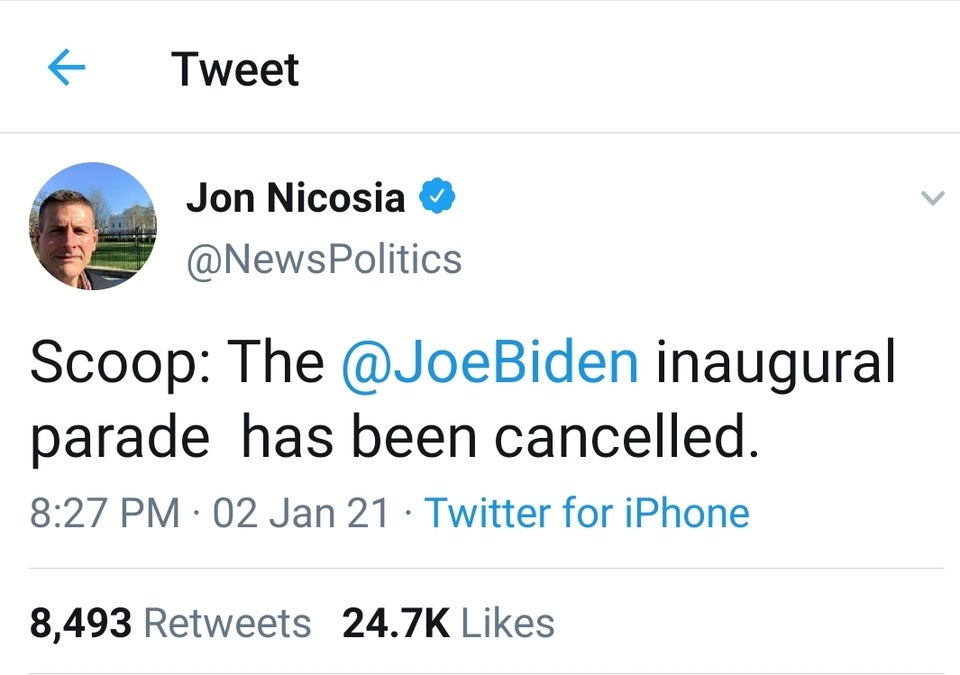 Tweet
Jon Nicosia
@NewsPolitics
Scoop: The @JoeBiden inaugural
parade  has been cancelled.
8:27 PM · 02 Jan 21 · Twitter for iPhone
8,493 Retweets 24.7K Likes